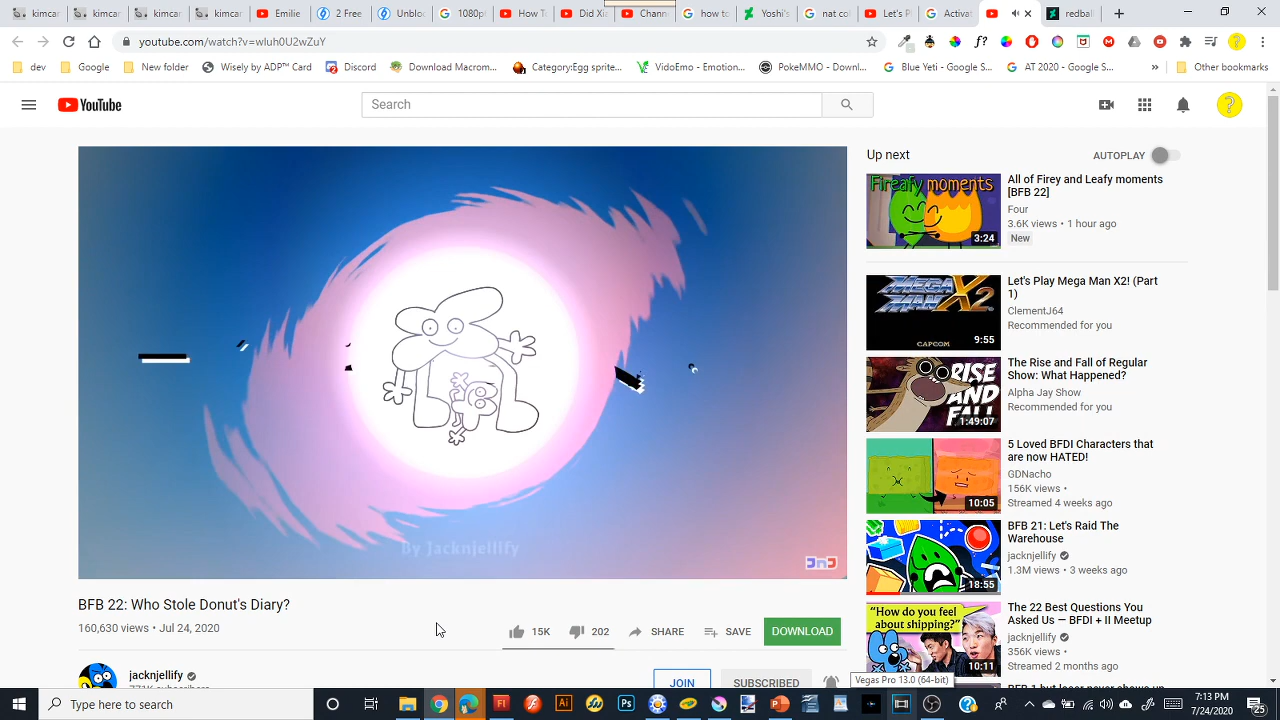 kimcar
kimca
kimca
kimca
Emilie
2 Free
Unblo
1080p
How T
Did Xi
Chann
how
Yoshi's
nat co
Let's P
Activa
redbal
youtube.com/watch?v=wluh0U2wZuY
dev
Google
New folder
Wisely by ADP™ Card
Discord
Download Macrom...
Category:Egg sprite...
VidoEmo - Emotion...
PokeMMO - Downl...
Blue Yeti - Google S...
AT 2020 - Google S...
»
Other bookmarks
YouTube
Search
Up next
AUTOPLAY
Fireafy moments
3:24
All of Firey and Leafy moments
[BFB 22]
Four
3.6K views • 1 hour ago
New
MEGA
MAN X2
CAPCOM
9:55
Let's Play Mega Man X2! (Part
1)
ClementJ64
Recommended for you
RISE
AND
FALL
1:49:07
The Rise and Fall of Regular
Show: What Happened?
Alpha Jay Show
Recommended for you
10:05
5 Loved BFDI Characters that
are now HATED!
GDNacho
156K views •
Streamed 4 weeks ago
18:55
BFB 21: Let's Raid The
Warehouse
jacknjellify
1.3M views • 3 weeks ago
"How do you feel
about shipping?"
10:11
The 22 Best Questions You
Asked Us — BFDI + II Meetup
jacknjellify
356K views •
Streamed 2 months ago
By Jacknjellify
jnj
BFB 22: Who Stole Donut's Diary?
160,630 views • Jul 24, 2020
15K
202
SHARE
SAVE
DOWNLOAD
jacknjellify
JOIN
SUBSCRIBED
Vegas Pro 13.0 (64-bit)
Type here to search
7:13 PM
7/24/2020
25